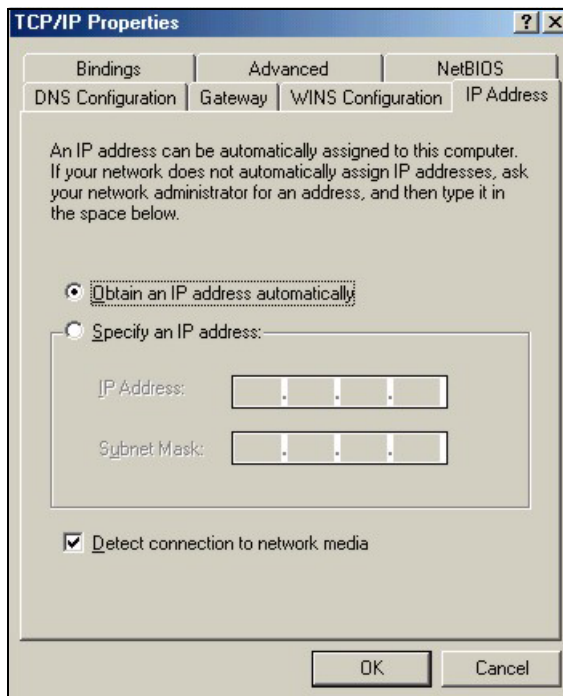 TCP/IP Properties
Bindings
Advanced
NetBIOS
DNS Configuration
Gateway
WINS Configuration
IP Address
An IP address can be automatically assigned to this computer.
If your network does not automatically assign IP addresses, ask
your network administrator for an address, and then type it in
the space below.
Obtain an IP address automatically
Specify an IP address:
IP Address:
Subnet Mask:
Detect connection to network media
OK
Cancel